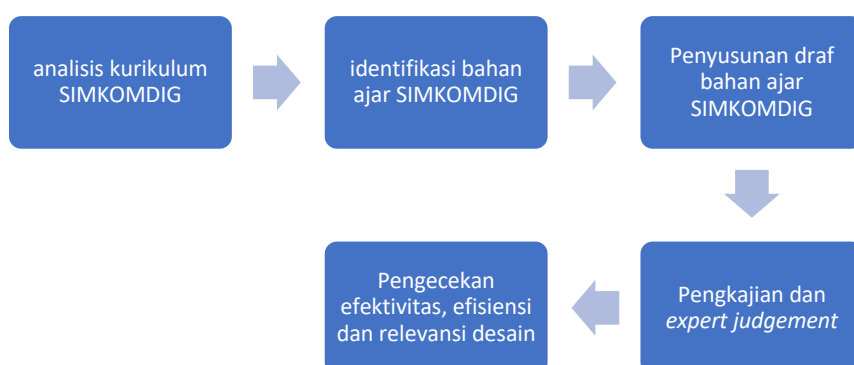 analisis kurikulum
SIMKOMDIG
identifikasi bahan
ajar SIMKOMDIG
Penyusunan draf
bahan ajar
SIMKOMDIG
Pengkajian dan
expert judgement
Pengecekan
efektivitas, efisiensi
dan relevansi desain